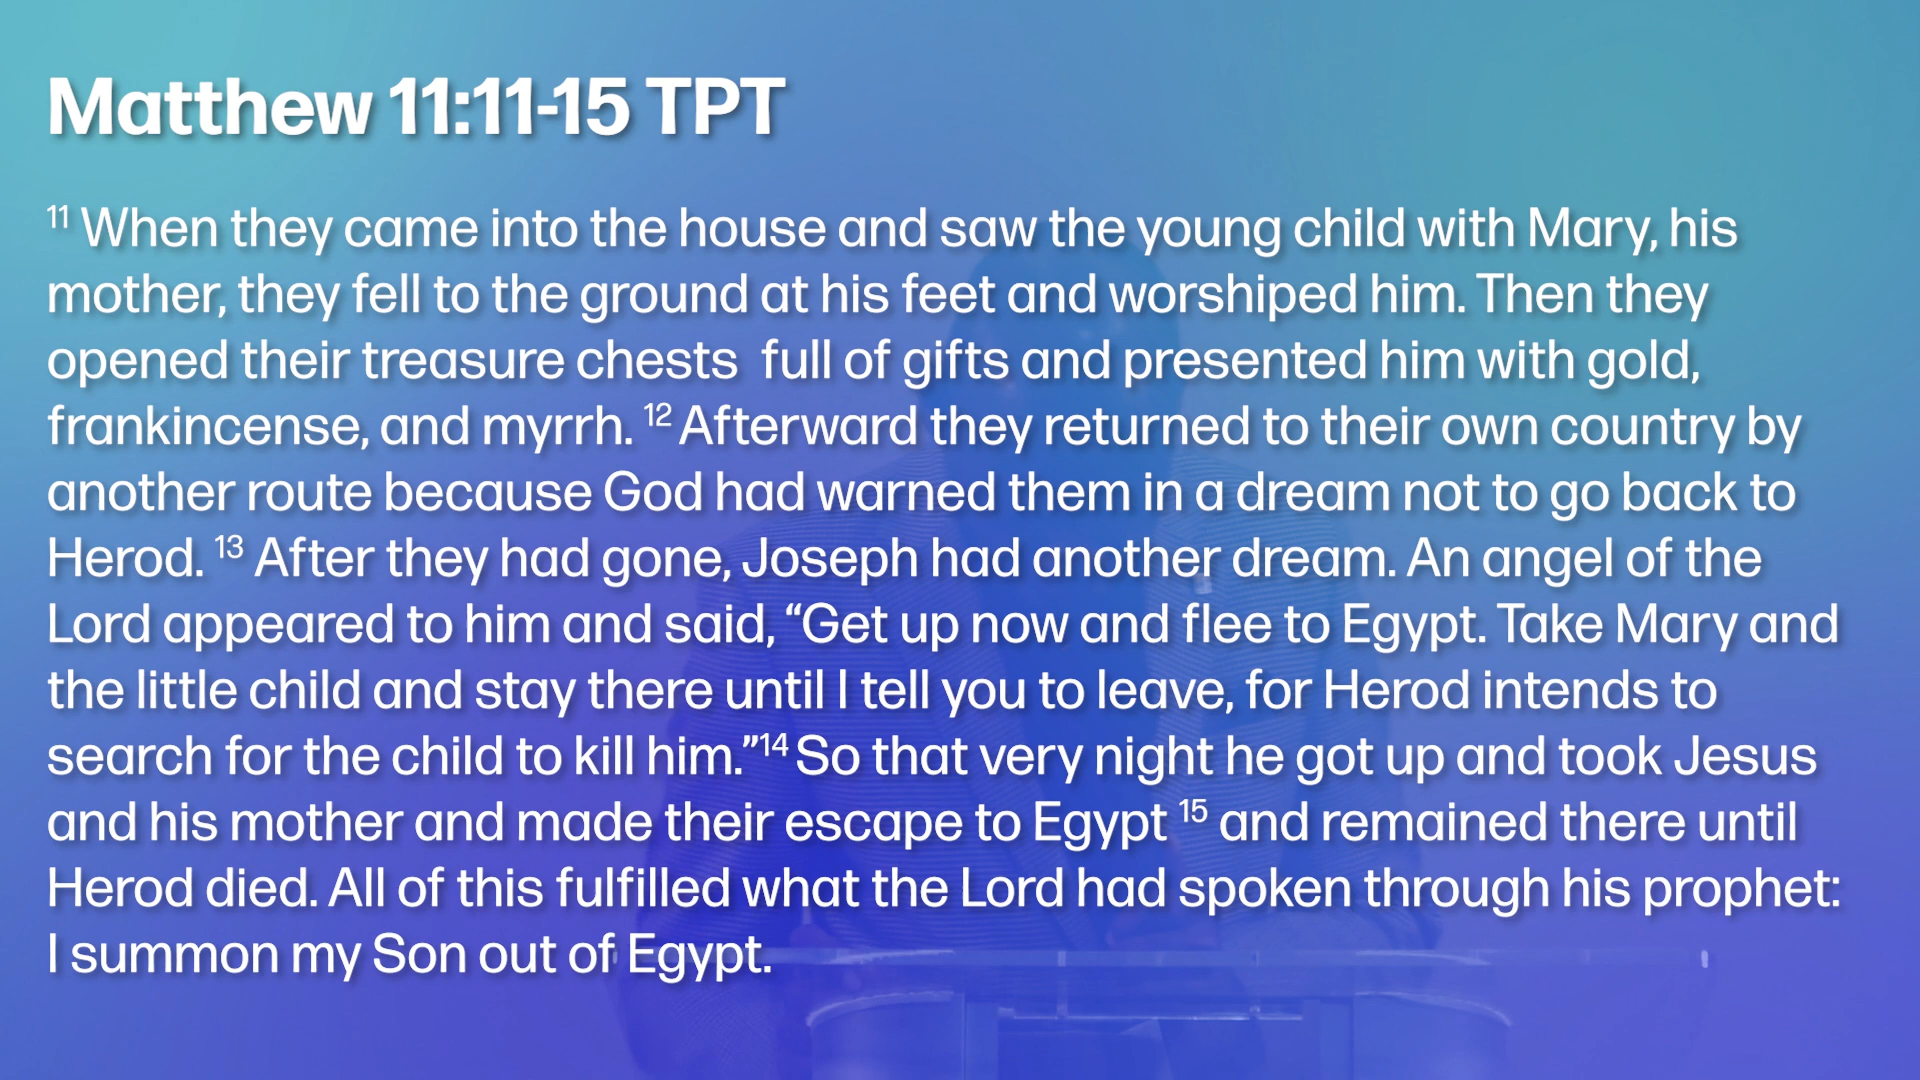 Matthew 11:11-15 TPT
11 When they came into the house and saw the young child with Mary, his
mother, they fell to the ground at his feet and worshiped him. Then they
opened their treasure chests  full of gifts and presented him with gold,
frankincense, and myrrh. 12 Afterward they returned to their own country by
another route because God had warned them in a dream not to go back to
Herod. 13 After they had gone, Joseph had another dream. An angel of the
Lord appeared to him and said, “Get up now and flee to Egypt. Take Mary and
the little child and stay there until I tell you to leave, for Herod intends to
search for the child to kill him.”14 So that very night he got up and took Jesus
and his mother and made their escape to Egypt 15 and remained there until
Herod died. All of this fulfilled what the Lord had spoken through his prophet:
I summon my Son out of Egypt.